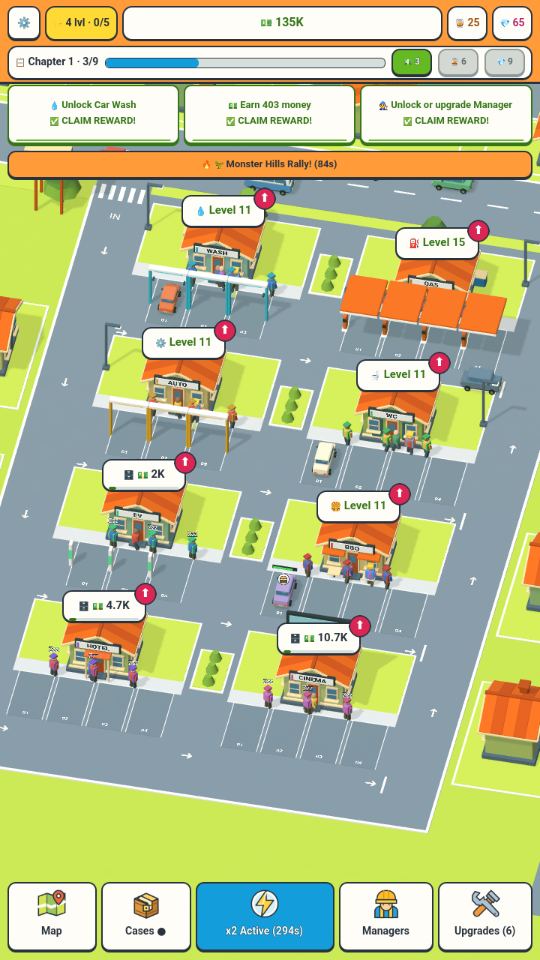 4 lvl · 0/5
135K
25
65
Chapter 1 · 3/9
3
6
9
Unlock Car Wash
CLAIM REWARD!
Earn 403 money
CLAIM REWARD!
Unlock or upgrade Manager
CLAIM REWARD!
Monster Hills Rally! (84s)
IN
Level 11
WASH
Level 15
GAS
Level 11
AUTO
Level 11
WC
2K
EV
Level 11
BBQ
4.7K
HOTEL
10.7K
CINEMA
Map
Cases
x2 Active (294s)
Managers
Upgrades (6)